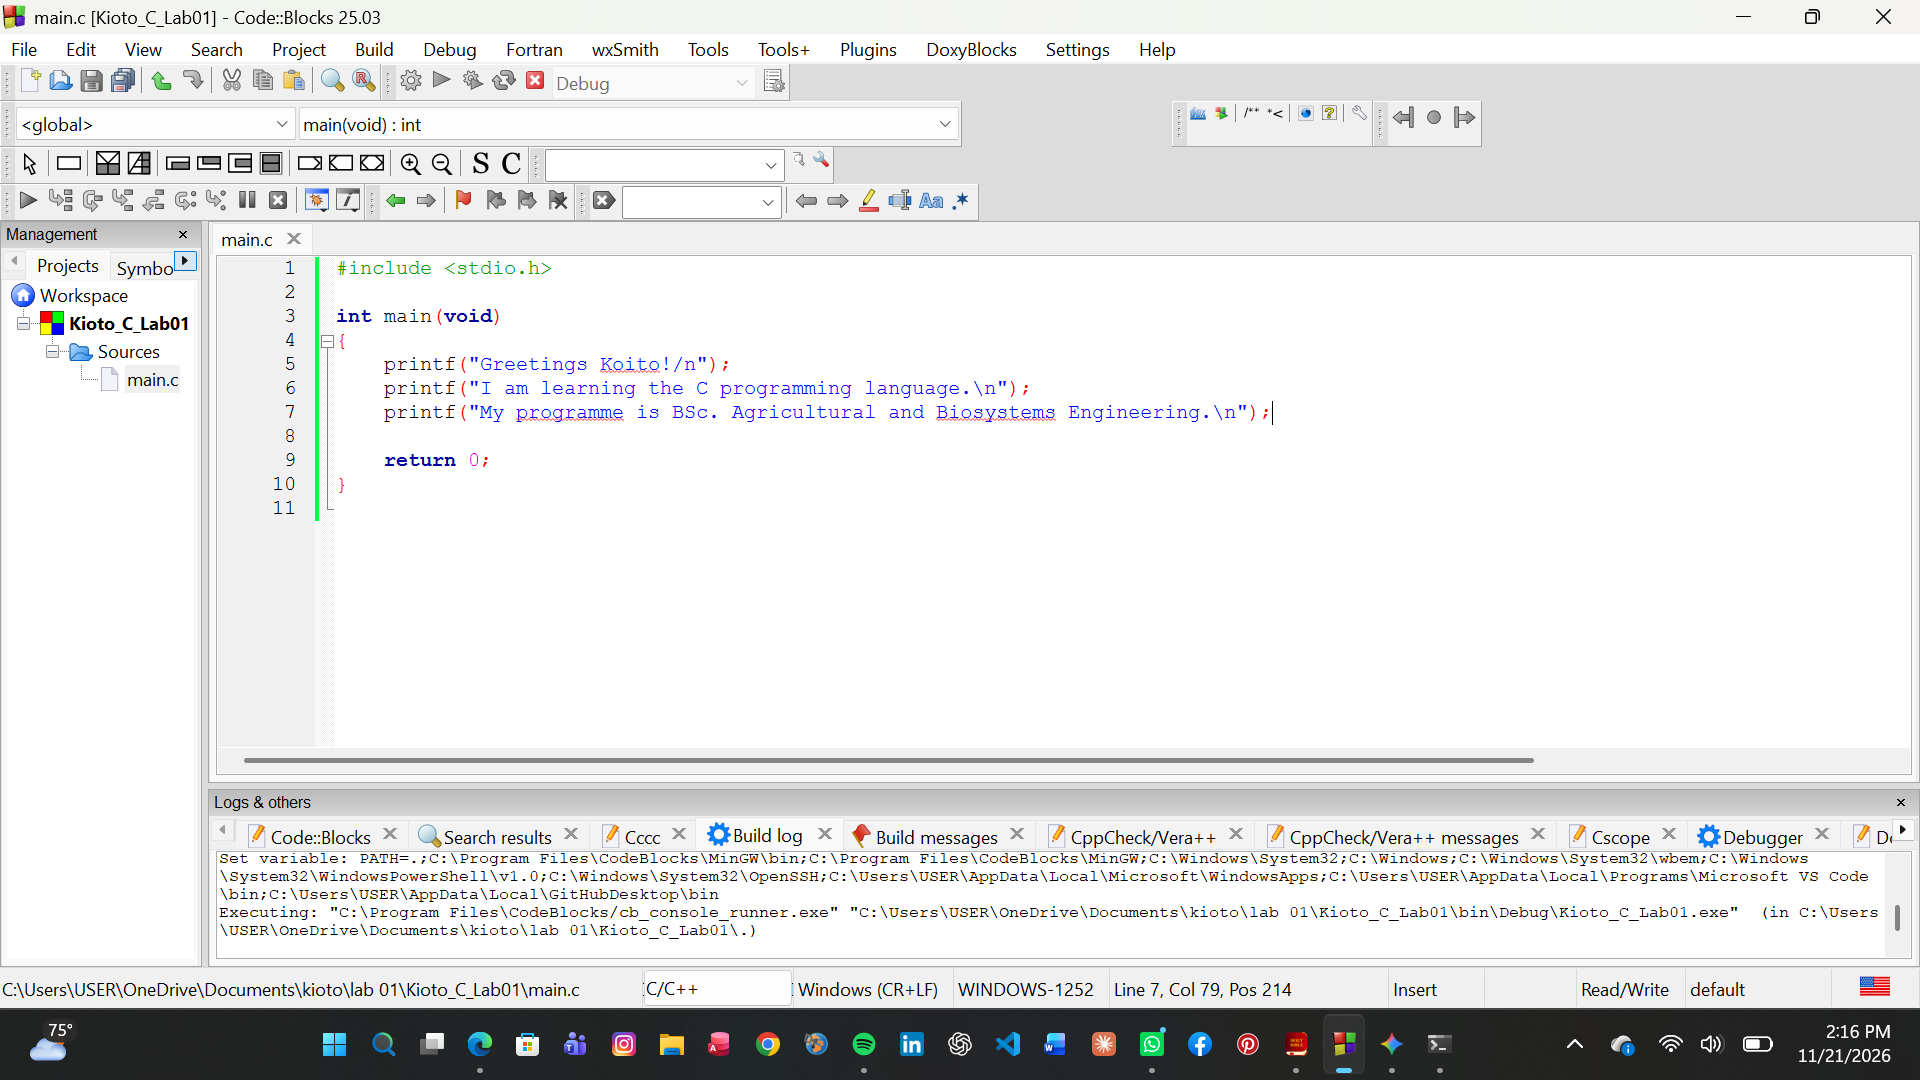 main.c [Kioto_C_Lab01] - Code::Blocks 25.03
File Edit View Search Project Build Debug Fortran wxSmith Tools Tools+ Plugins DoxyBlocks Settings Help
Debug
<global> main(void) : int /** *<
S C
Aa .*
Management
Projects Symbo
Workspace
Kioto_C_Lab01
Sources
main.c
main.c
1 #include <stdio.h>
2
3 int main(void)
4 {
5 printf("Greetings Koito!/n");
6 printf("I am learning the C programming language.\n");
7 printf("My programme is BSc. Agricultural and Biosystems Engineering.\n");
8
9 return 0;
10 }
11
Logs & others
Code::Blocks Search results Cccc Build log Build messages CppCheck/Vera++ CppCheck/Vera++ messages Cscope Debugger
Set variable: PATH=.;C:\Program Files\CodeBlocks\MinGW\bin;C:\Program Files\CodeBlocks\MinGW;C:\Windows\System32;C:\Windows;C:\Windows\System32\wbem;C:\Windows
\System32\WindowsPowerShell\v1.0;C:\Windows\System32\OpenSSH;C:\Users\USER\AppData\Local\Microsoft\WindowsApps;C:\Users\USER\AppData\Local\Programs\Microsoft VS Code
\bin;C:\Users\USER\AppData\Local\GitHubDesktop\bin
Executing: "C:\Program Files\CodeBlocks/cb_console_runner.exe" "C:\Users\USER\OneDrive\Documents\kioto\lab 01\Kioto_C_Lab01\bin\Debug\Kioto_C_Lab01.exe" (in C:\Users
\USER\OneDrive\Documents\kioto\lab 01\Kioto_C_Lab01\.)
C:\Users\USER\OneDrive\Documents\kioto\lab 01\Kioto_C_Lab01\main.c C/C++ Windows (CR+LF) WINDOWS-1252 Line 7, Col 79, Pos 214 Insert Read/Write default
75°
2:16 PM
11/21/2026